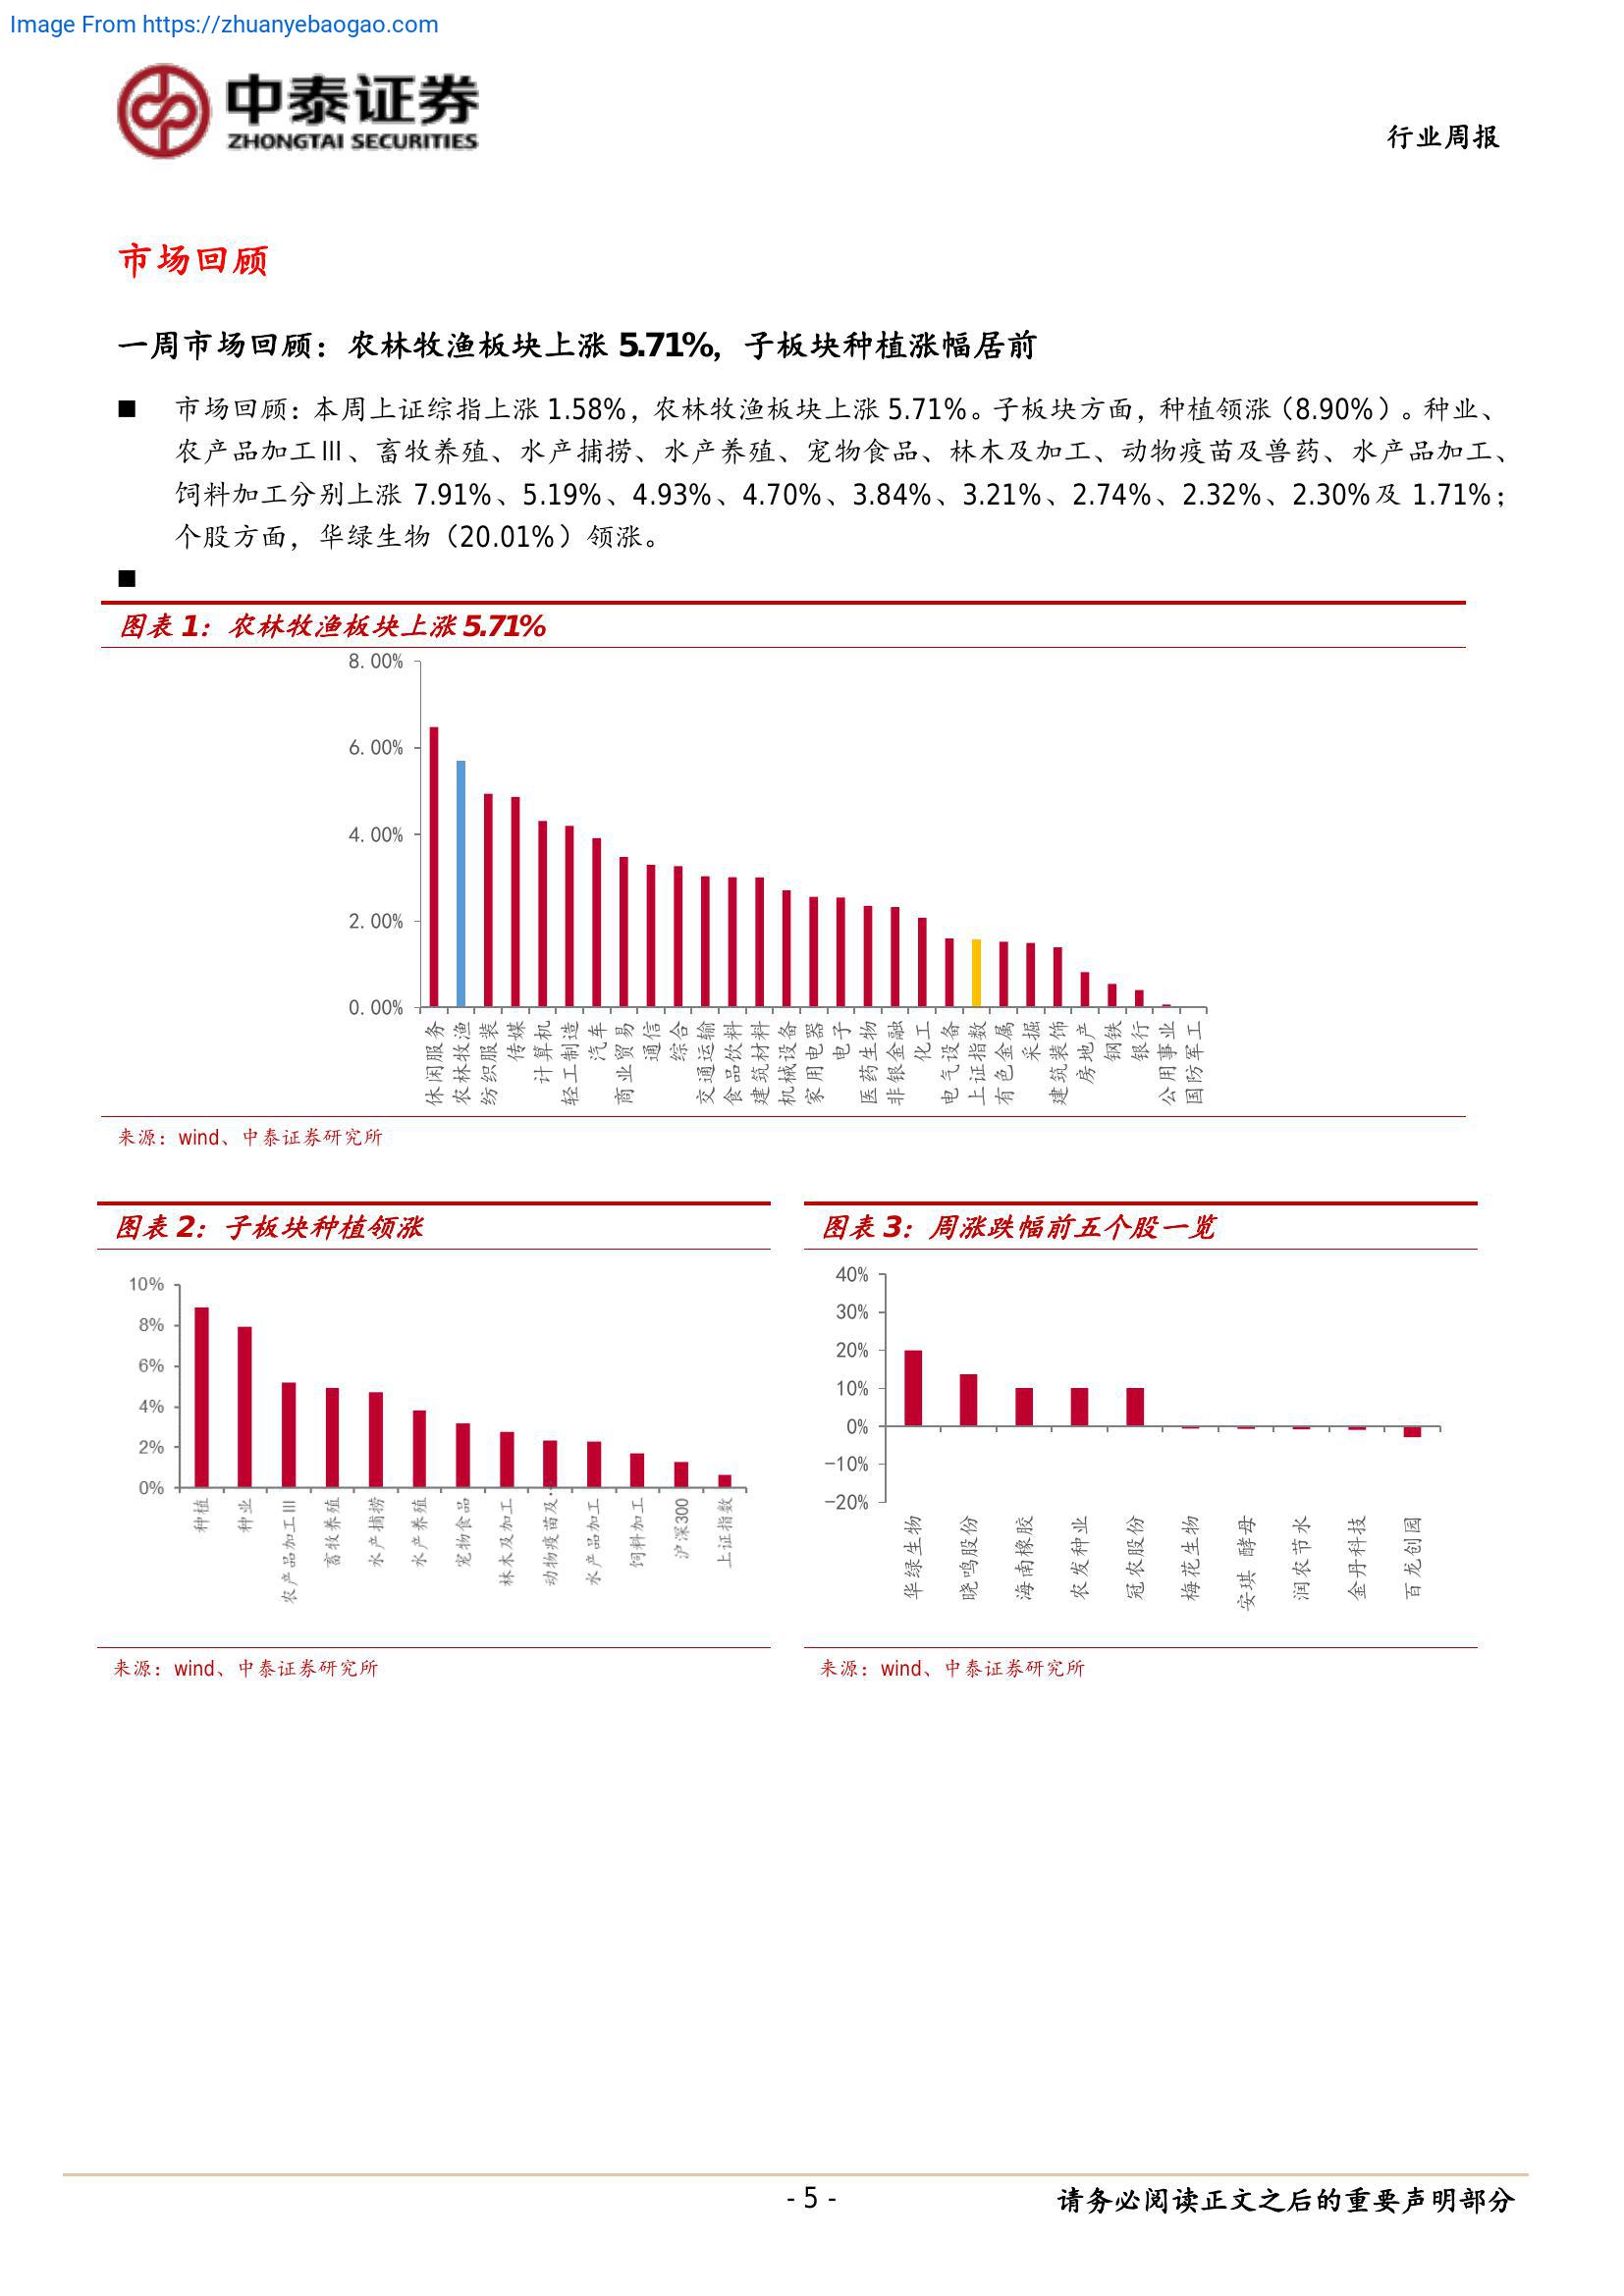 Image From https://zhuanyebaogao.com
中泰证券
ZHONGTAI SECURITIES
行业周报
市场回顾
一周市场回顾：农林牧渔板块上涨 5.71%，子板块种植涨幅居前
■ 市场回顾：本周上证综指上涨 1.58%，农林牧渔板块上涨 5.71%。子板块方面，种植领涨（8.90%）。种业、
农产品加工Ⅲ、畜牧养殖、水产捕捞、水产养殖、宠物食品、林木及加工、动物疫苗及兽药、水产品加工、
饲料加工分别上涨 7.91%、5.19%、4.93%、4.70%、3.84%、3.21%、2.74%、2.32%、2.30%及 1.71%；
个股方面，华绿生物（20.01%）领涨。
■
图表 1：农林牧渔板块上涨 5.71%
8.00%
6.00%
4.00%
2.00%
0.00%
休闲服务
农林牧渔
纺织服装
传媒
计算机
轻工制造
汽车
商业贸易
通信
综合
交通运输
食品饮料
建筑材料
机械设备
家用电器
电子
医药生物
非银金融
化工
电气设备
上证指数
有色金属
采掘
建筑装饰
房地产
钢铁
银行
公用事业
国防军工
来源：wind、中泰证券研究所
图表 2：子板块种植领涨
10%
8%
6%
4%
2%
0%
种植
种业
农产品加工Ⅲ
畜牧养殖
水产捕捞
水产养殖
宠物食品
林木及加工
动物疫苗及…
水产品加工
饲料加工
沪深300
上证指数
来源：wind、中泰证券研究所
图表 3：周涨跌幅前五个股一览
40%
30%
20%
10%
0%
-10%
-20%
华绿生物
晓鸣股份
海南橡胶
农发种业
冠农股份
梅花生物
安琪酵母
润农节水
金丹科技
百龙创园
来源：wind、中泰证券研究所
- 5 -
请务必阅读正文之后的重要声明部分